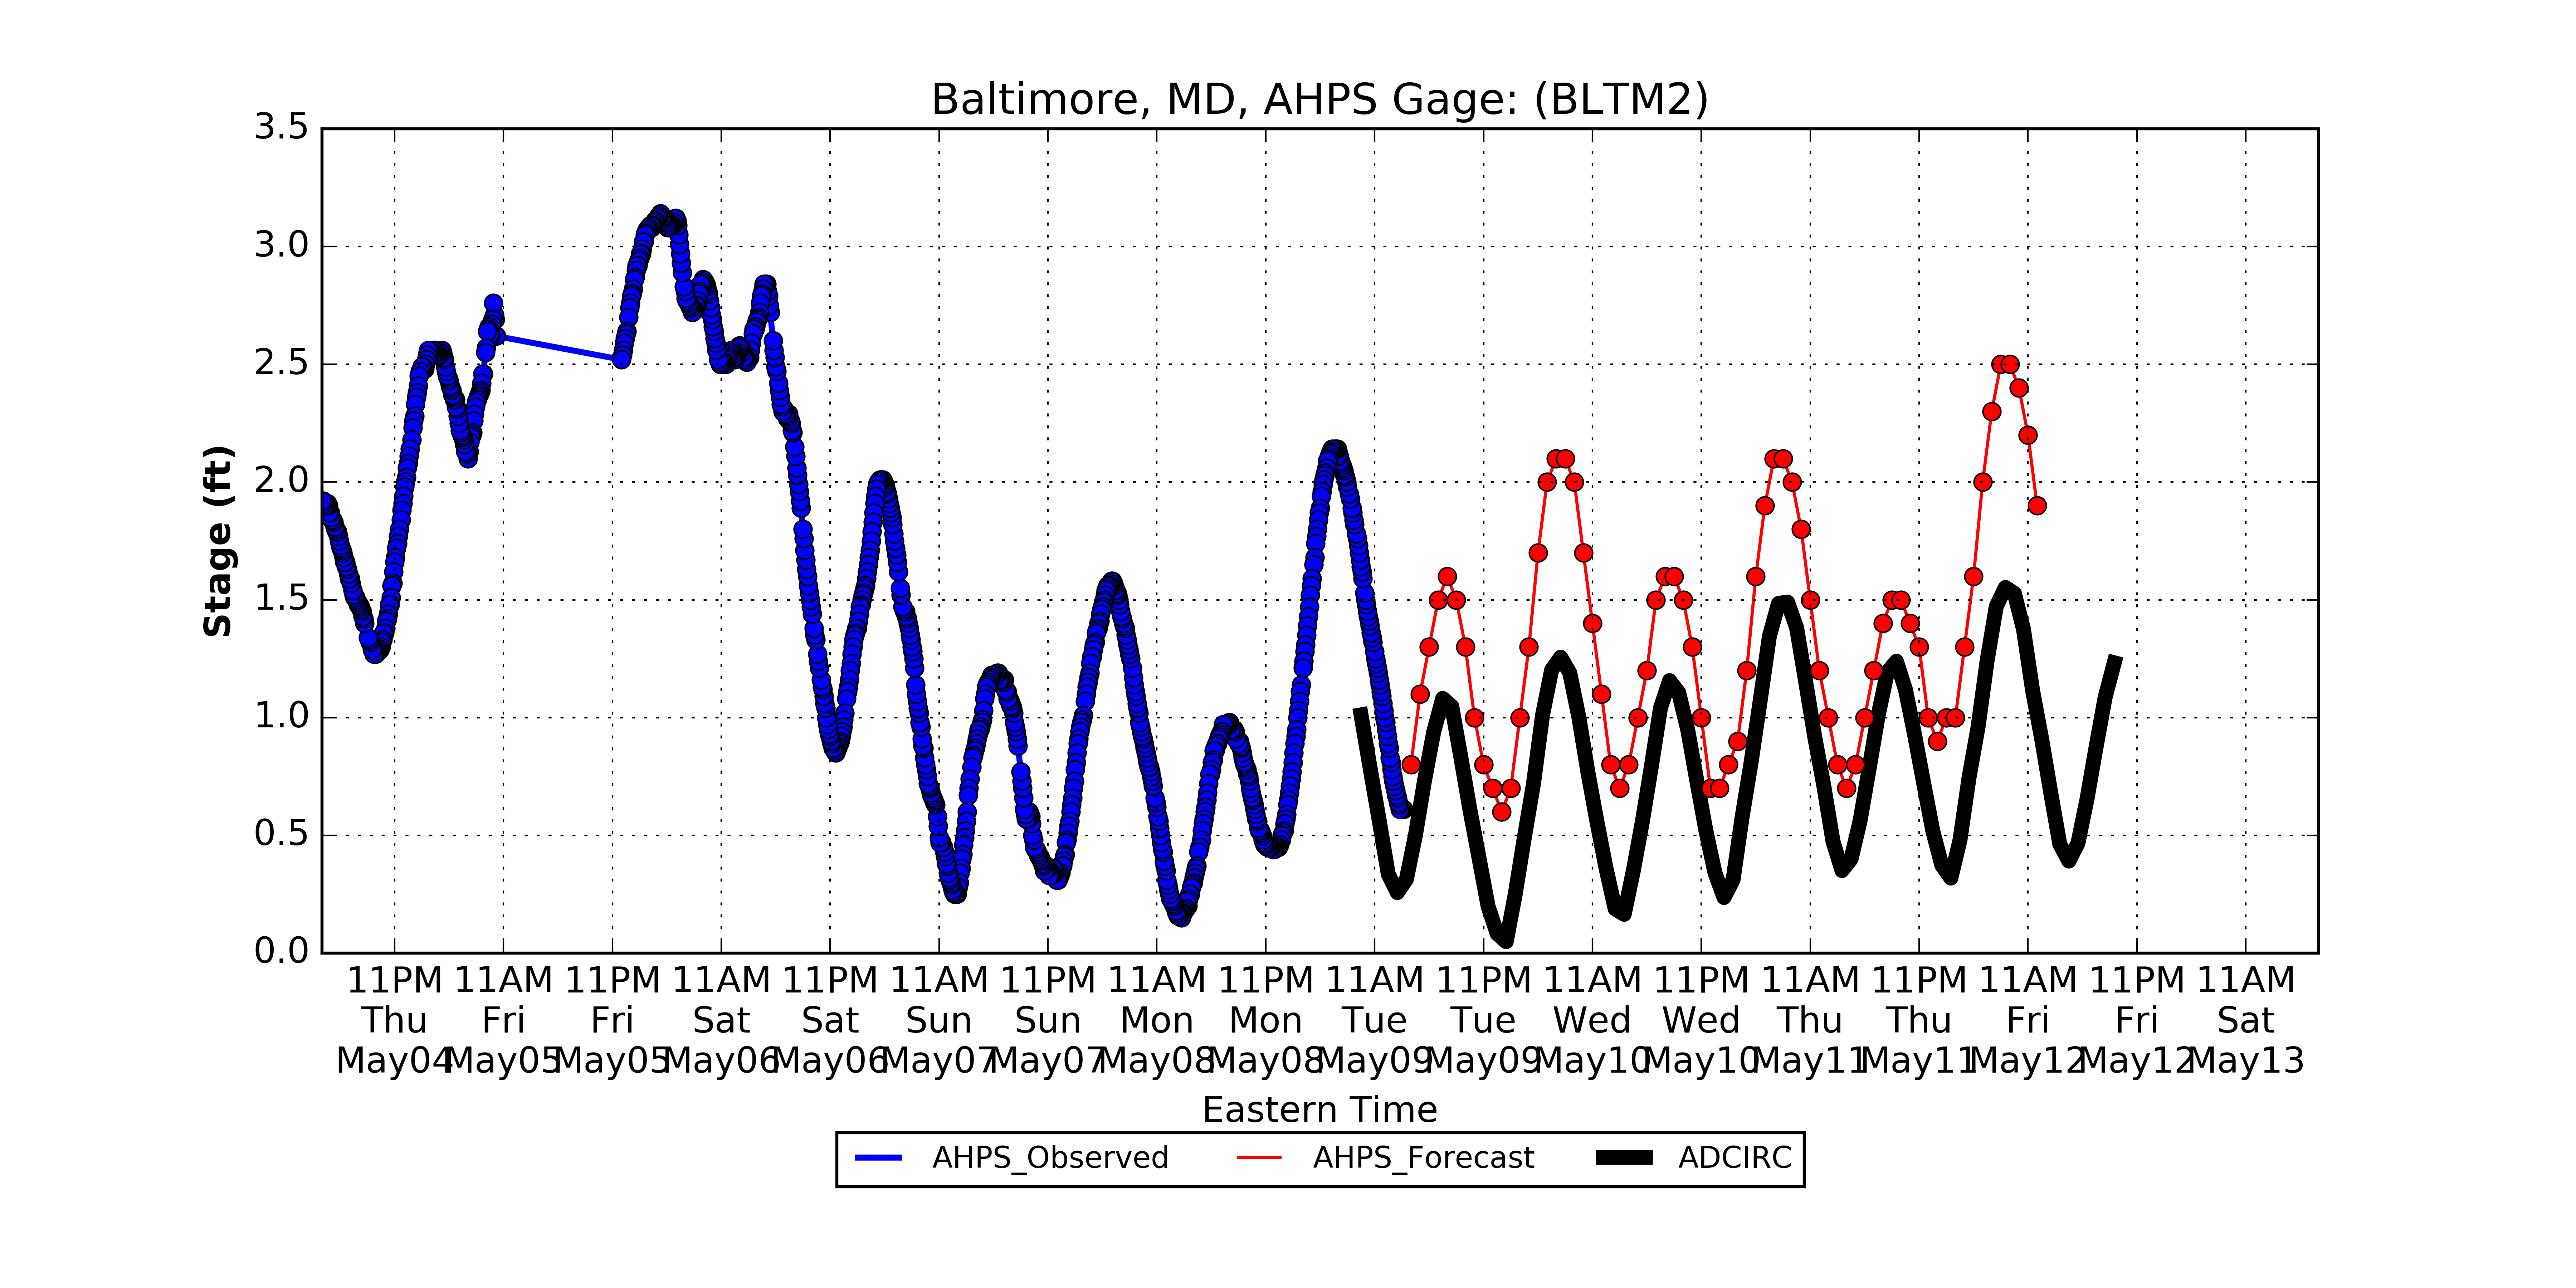 Baltimore, MD, AHPS Gage: (BLTM2)
3.5
3.0
2.5
2.0
1.5
1.0
0.5
0.0
Stage (ft)
11PM 11AM 11PM 11AM 11PM 11AM 11PM 11AM 11PM 11AM 11PM 11AM 11PM 11AM 11PM 11AM 11PM 11AM
Thu Fri Fri Sat Sat Sun Sun Mon Mon Tue Tue Wed Wed Thu Thu Fri Fri Sat
May04 May05 May05 May06 May06 May07 May07 May08 May08 May09 May09 May10 May10 May11 May11 May12 May12 May13
Eastern Time
AHPS_Observed AHPS_Forecast ADCIRC